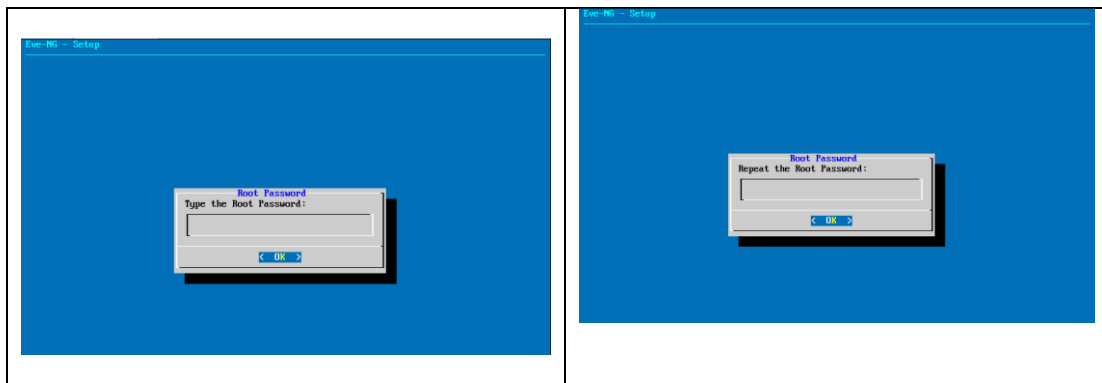 Eve-NG - Setup
Root Password
Type the Root Password:
< OK >
Eve-NG - Setup
Root Password
Repeat the Root Password:
< OK >